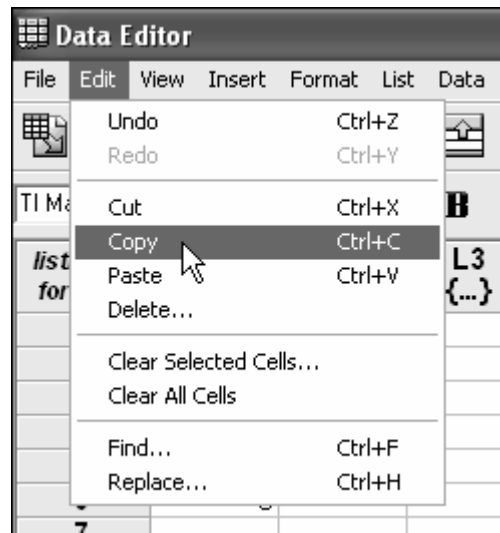 Data Editor
File Edit View Insert Format List Data
Undo Ctrl+Z
Redo Ctrl+Y
TI Ma B
Cut Ctrl+X
Copy Ctrl+C
list L3
Paste Ctrl+V
for {...}
Delete...
Clear Selected Cells...
Clear All Cells
Find... Ctrl+F
Replace... Ctrl+H
7